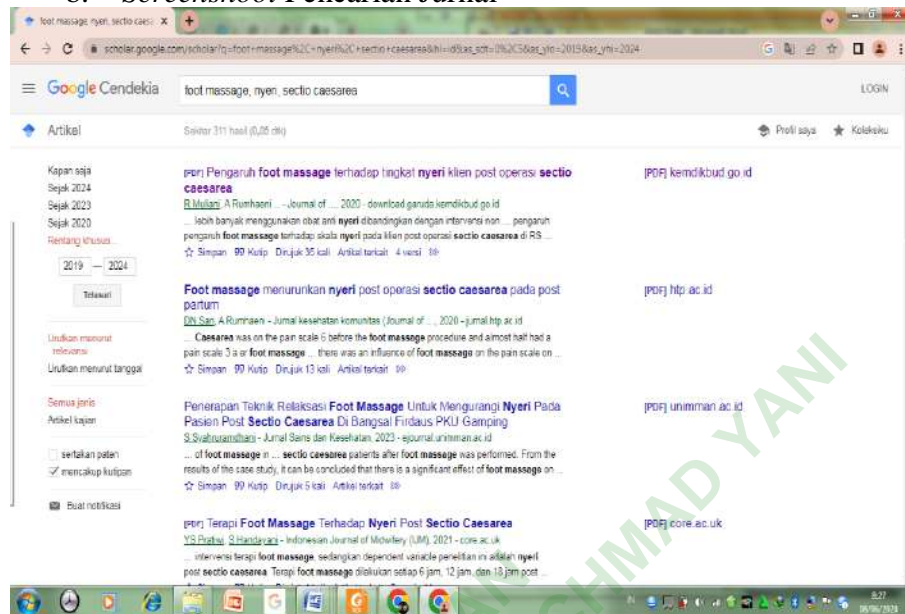 Screenshoot Pencarian Jurnal
foot massage, nyeri, sectio caesa
scholar.google.com/scholar?q=foot+massage%2C+nyeri%2C+sectio+caesarea&hl=id&as_sdt=0%2C5&as_ylo=2019&as_yhi=2024
Google Cendekia
foot massage, nyeri, sectio caesarea
LOGIN
Artikel
Sekitar 311 hasil (0,05 dtk)
Profil saya
Koleksiku
Kapan saja
Sejak 2024
Sejak 2023
Sejak 2020
Rentang khusus...
2019 — 2024
Telusuri
Urutkan menurut
relevansi
Urutkan menurut tanggal
Semua jenis
Artikel kajian
sertakan paten
mencakup kutipan
Buat notifikasi
[PDF] Pengaruh foot massage terhadap tingkat nyeri klien post operasi sectio
caesarea
R Muliani, A Rumhaeni ... - Journal of ..., 2020 - download.garuda.kemdikbud.go.id
... lebih banyak menggunakan obat anti nyeri dibandingkan dengan intervensi non ... pengaruh
pengaruh foot massage terhadap skala nyeri pada klien post operasi sectio caesarea di RS ...
Simpan Kutip Dirujuk 35 kali Artikel terkait 4 versi
[PDF] kemdikbud.go.id
Foot massage menurunkan nyeri post operasi sectio caesarea pada post
partum
DN Sari, A Rumhaeni - Jurnal kesehatan komunitas (Journal of ..., 2020 - jurnal.htp.ac.id
... Caesarea was on the pain scale 6 before the foot massage procedure and almost half had a
pain scale 3 a er foot massage ... there was an influence of foot massage on the pain scale on ...
Simpan Kutip Dirujuk 13 kali Artikel terkait
[PDF] htp.ac.id
Penerapan Teknik Relaksasi Foot Massage Untuk Mengurangi Nyeri Pada
Pasien Post Sectio Caesarea Di Bangsal Firdaus PKU Gamping
S Syahruramdhani - Jurnal Sains dan Kesehatan, 2023 - ejournal.unimman.ac.id
... of foot massage in ... sectio caesarea patients after foot massage was performed. From the
results of the case study, it can be concluded that there is a significant effect of foot massage on ...
Simpan Kutip Dirujuk 5 kali Artikel terkait
[PDF] unimman.ac.id
[PDF] Terapi Foot Massage Terhadap Nyeri Post Sectio Caesarea
YS Pratiwi, S Handayani - Indonesian Journal of Midwifery (IJM), 2021 - core.ac.uk
... intervensi terapi foot massage, sedangkan dependent variable penelitian ini adalah nyeri
post sectio caesarea. Terapi foot massage dilakukan setiap 6 jam, 12 jam, dan 18 jam post ...
[PDF] core.ac.uk
CHMAD YANI